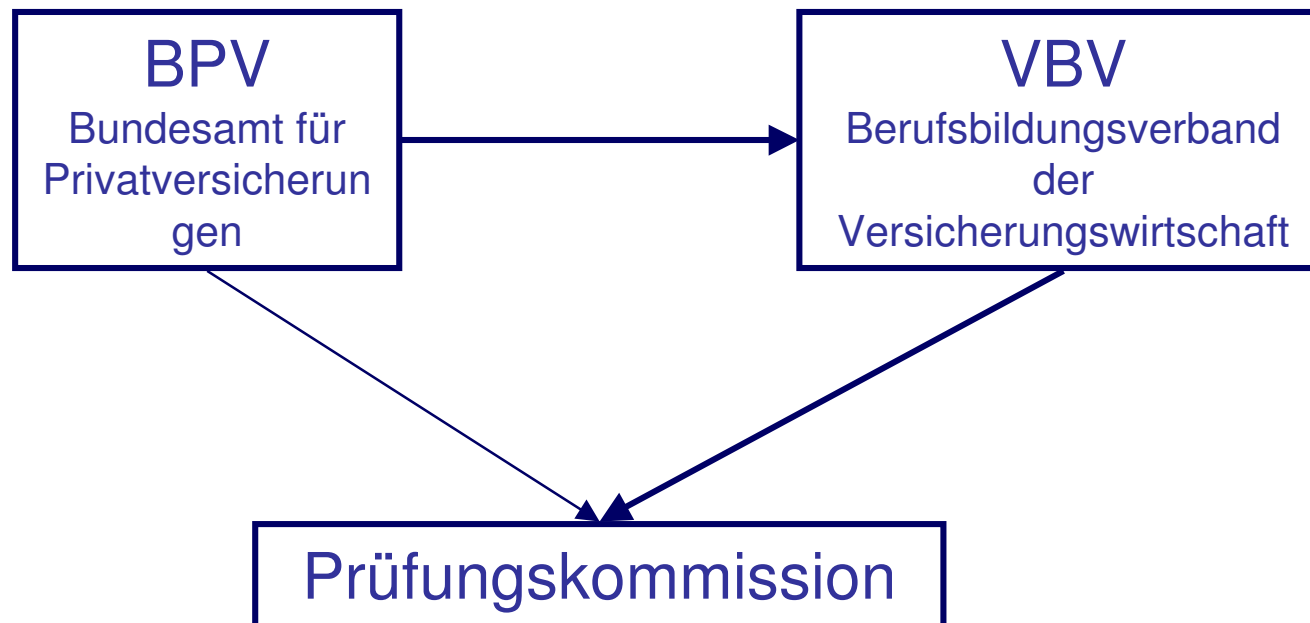 BPV
Bundesamt für
Privatversicherun
gen
VBV
Berufsbildungsverband
der
Versicherungswirtschaft
Prüfungskommission